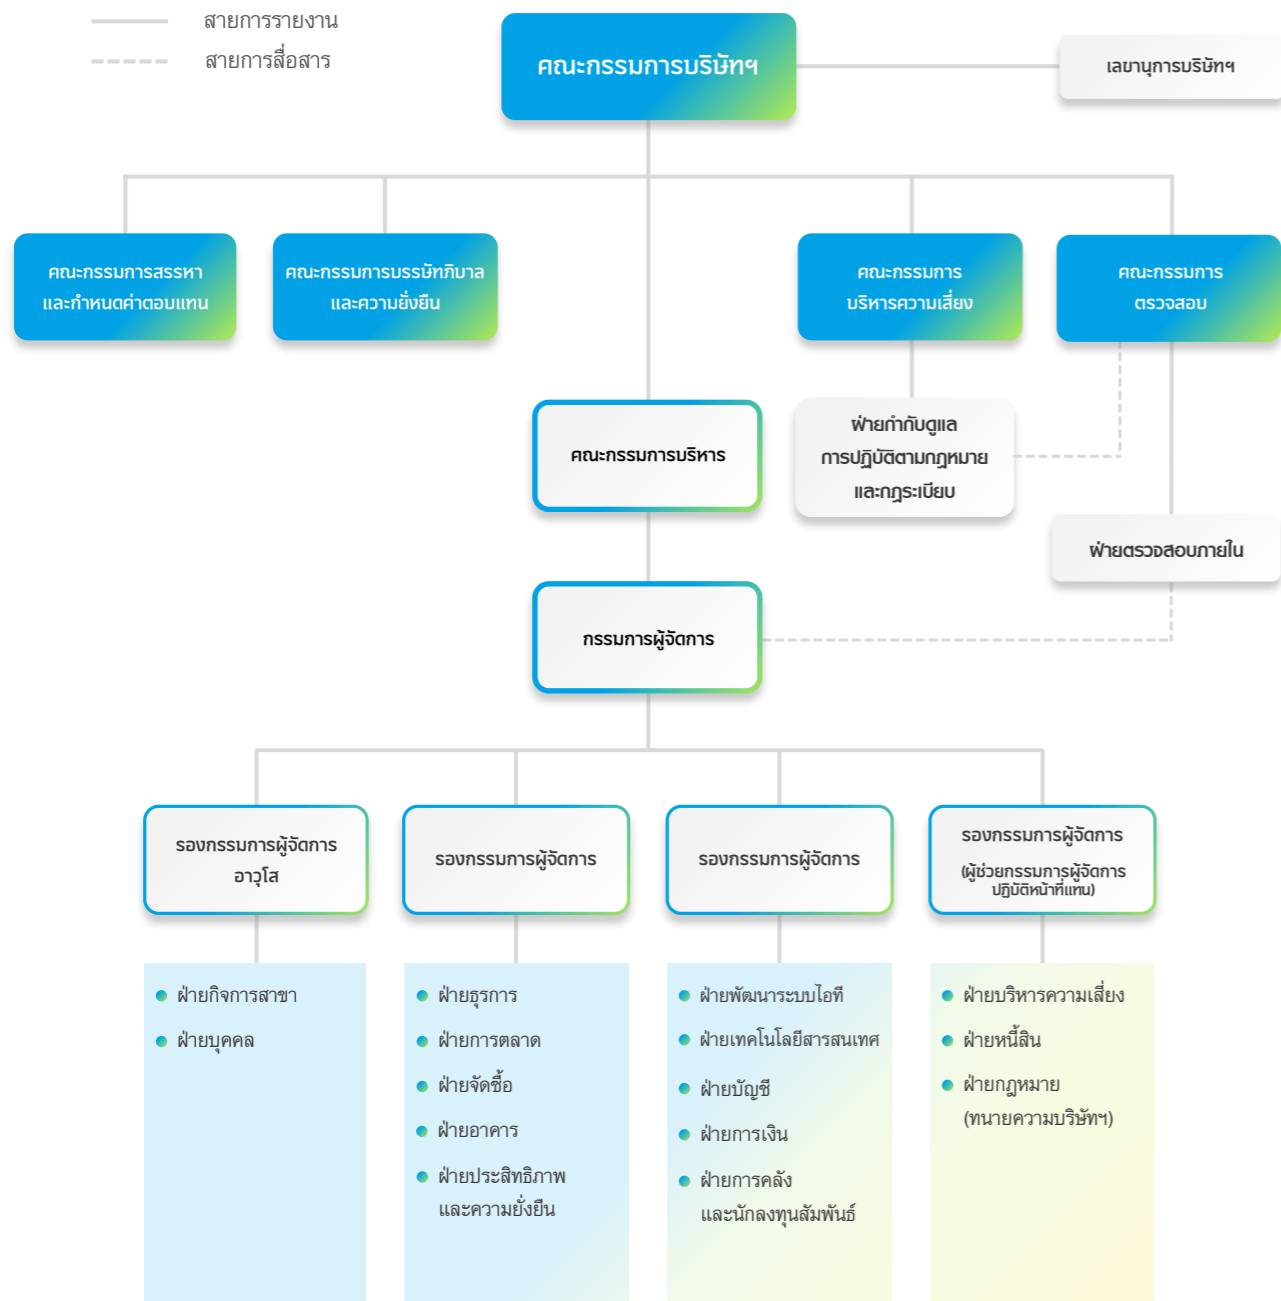 สายการรายงาน
สายการสื่อสาร
คณะกรรมการบริษัทฯ
เลขานุการบริษัทฯ
คณะกรรมการสรรหา
และกำหนดค่าตอบแทน
คณะกรรมการบรรษัทภิบาล
และความยั่งยืน
คณะกรรมการ
บริหารความเสี่ยง
คณะกรรมการ
ตรวจสอบ
คณะกรรมการบริหาร
ฝ่ายกำกับดูแล
การปฏิบัติตามกฎหมาย
และกฎระเบียบ
ฝ่ายตรวจสอบภายใน
กรรมการผู้จัดการ
รองกรรมการผู้จัดการ
อาวุโส
รองกรรมการผู้จัดการ
รองกรรมการผู้จัดการ
รองกรรมการผู้จัดการ
(ผู้ช่วยกรรมการผู้จัดการ
ปฏิบัติหน้าที่แทน)
ฝ่ายกิจการสาขา
ฝ่ายบุคคล
ฝ่ายธุรการ
ฝ่ายการตลาด
ฝ่ายจัดซื้อ
ฝ่ายอาคาร
ฝ่ายประสิทธิภาพ
และความยั่งยืน
ฝ่ายพัฒนาระบบไอที
ฝ่ายเทคโนโลยีสารสนเทศ
ฝ่ายบัญชี
ฝ่ายการเงิน
ฝ่ายการคลัง
และนักลงทุนสัมพันธ์
ฝ่ายบริหารความเสี่ยง
ฝ่ายหนี้สิน
ฝ่ายกฎหมาย
(ทนายความบริษัทฯ)